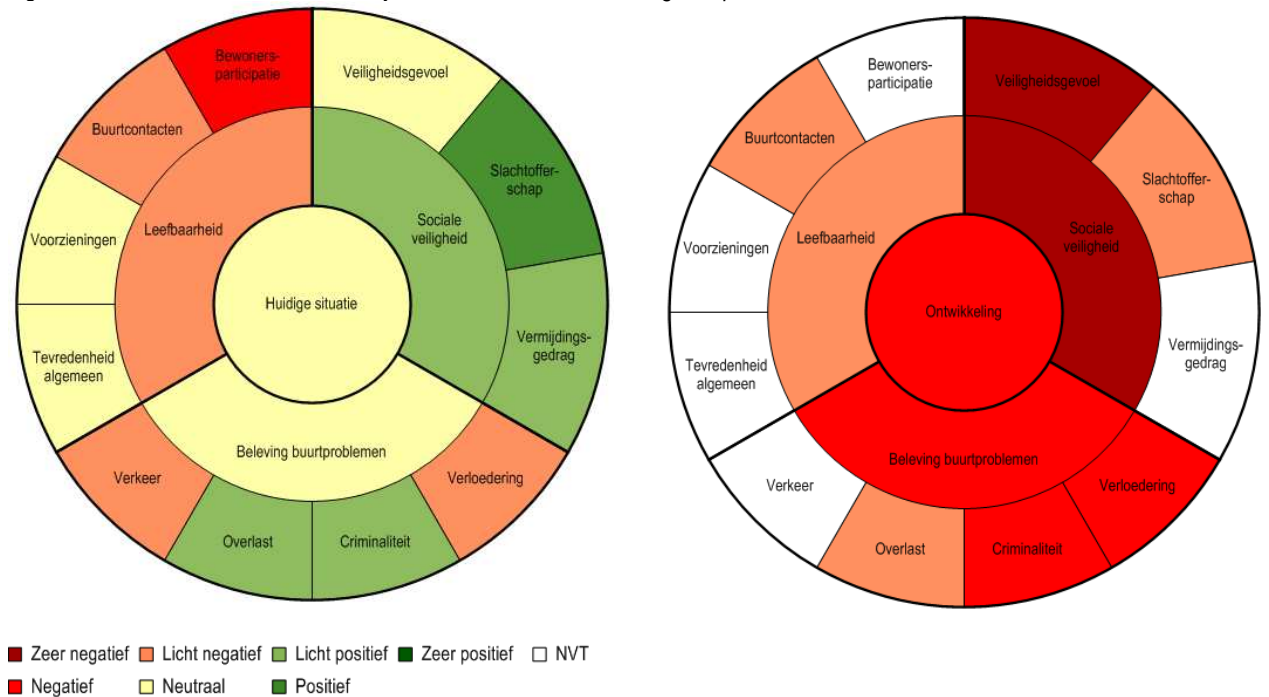 Bewoners-
participatie
Veiligheidsgevoel
Buurtcontacten
Slachtoffer-
schap
Voorzieningen
Leefbaarheid
Sociale
veiligheid
Huidige situatie
Tevredenheid
algemeen
Vermijdings-
gedrag
Beleving buurtproblemen
Verkeer
Verloedering
Overlast
Criminaliteit
Bewoners-
participatie
Veiligheidsgevoel
Buurtcontacten
Slachtoffer-
schap
Voorzieningen
Leefbaarheid
Sociale
veiligheid
Ontwikkeling
Tevredenheid
algemeen
Vermijdings-
gedrag
Beleving buurtproblemen
Verkeer
Verloedering
Overlast
Criminaliteit
Zeer negatief Licht negatief Licht positief Zeer positief NVT
Negatief Neutraal Positief